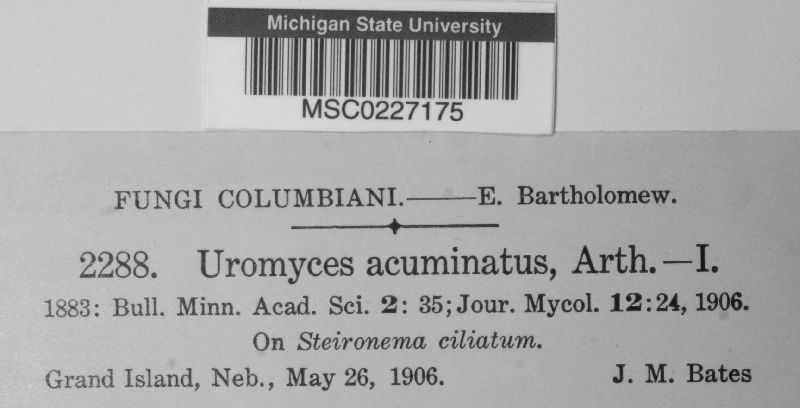 Michigan State University
MSC0227175
FUNGI COLUMBIANI.——E. Bartholomew.
2288. Uromyces acuminatus, Arth.—I.
1883: Bull. Minn. Acad. Sci. 2: 35; Jour. Mycol. 12:24, 1906.
On Steironema ciliatum.
Grand Island, Neb., May 26, 1906. J. M. Bates